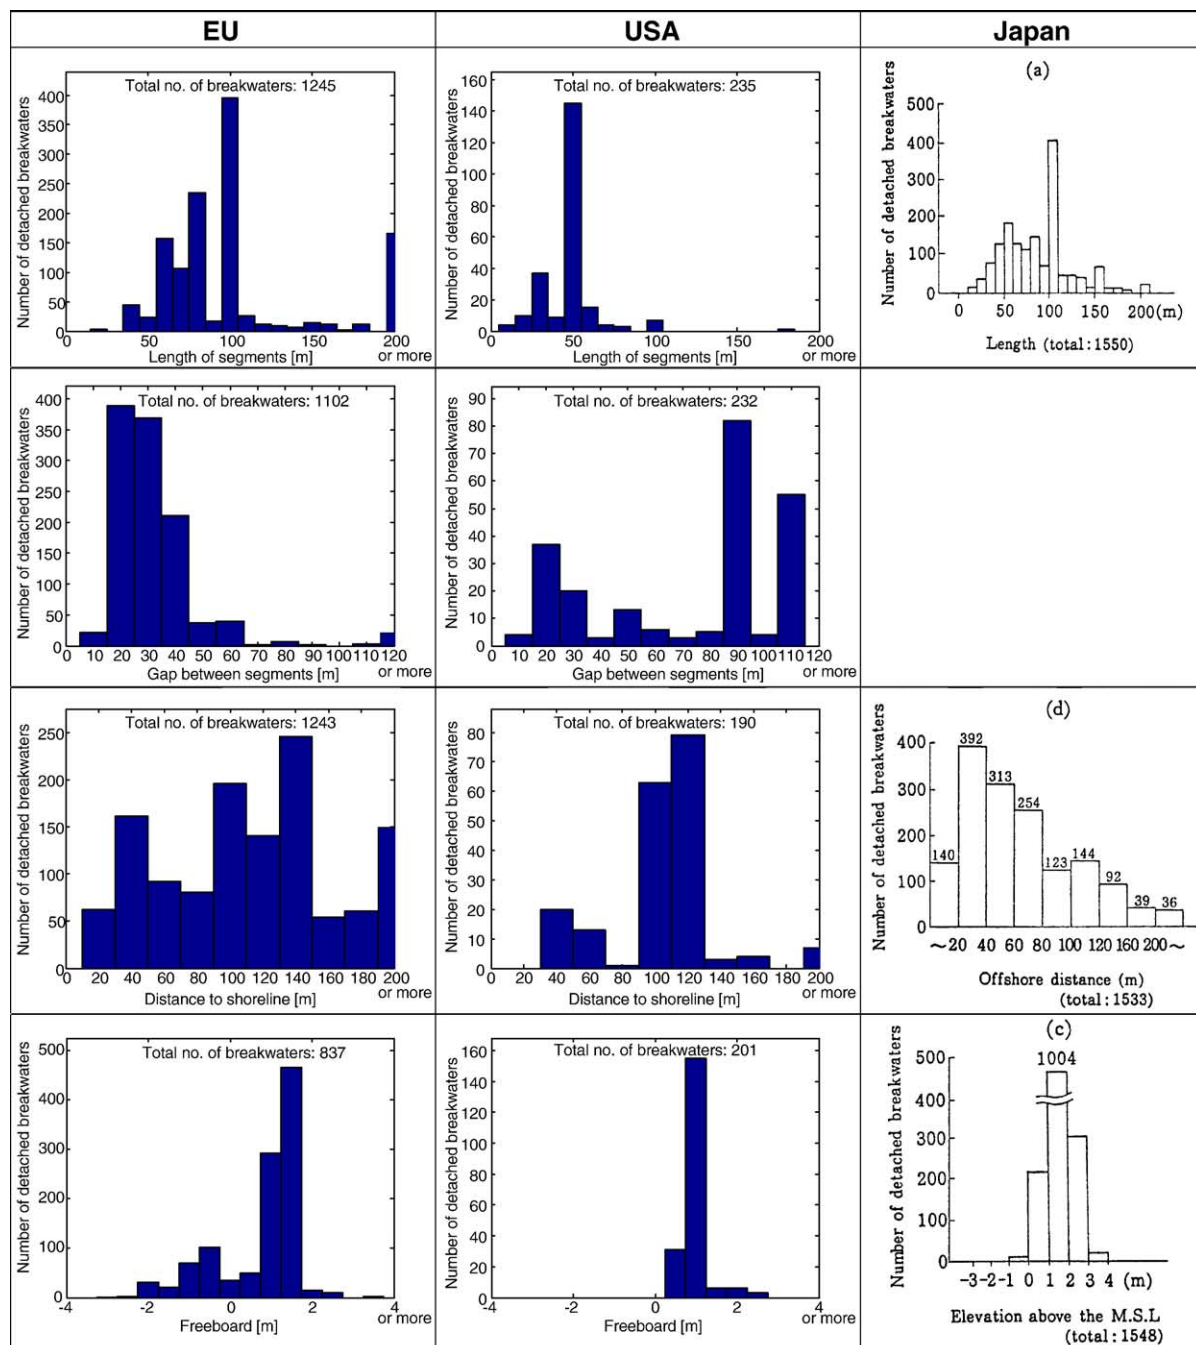 EU
USA
Japan
Total no. of breakwaters: 1245
Number of detached breakwaters
400
350
300
250
200
150
100
50
0
0 50 100 150 200
Length of segments [m] or more
Total no. of breakwaters: 235
Number of detached breakwaters
160
140
120
100
80
60
40
20
0
0 50 100 150 200
Length of segments [m] or more
(a)
Number of detached breakwaters
500
400
300
200
100
0
0 50 100 150 200(m)
Length (total:1550)
Total no. of breakwaters: 1102
Number of detached breakwaters
400
350
300
250
200
150
100
50
0
0 10 20 30 40 50 60 70 80 90 100 110 120
Gap between segments [m] or more
Total no. of breakwaters: 232
Number of detached breakwaters
90
80
70
60
50
40
30
20
10
0
0 10 20 30 40 50 60 70 80 90 100 110 120
Gap between segments [m] or more
Total no. of breakwaters: 1243
Number of detached breakwaters
250
200
150
100
50
0
0 20 40 60 80 100 120 140 160 180 200
Distance to shoreline [m] or more
Total no. of breakwaters: 190
Number of detached breakwaters
80
70
60
50
40
30
20
10
0
0 20 40 60 80 100 120 140 160 180 200
Distance to shoreline [m] or more
(d)
Number of detached breakwaters
400
300
200
100
0
140 392 313 254 123 144 92 39 36
~20 40 60 80 100 120 160 200 ~
Offshore distance (m)
(total:1533)
Total no. of breakwaters: 837
Number of detached breakwaters
500
400
300
200
100
0
-4 -2 0 2 4
Freeboard [m] or more
Total no. of breakwaters: 201
Number of detached breakwaters
160
140
120
100
80
60
40
20
0
-4 -2 0 2 4
Freeboard [m] or more
(c)
1004
Number of detached breakwaters
500
400
300
200
100
0
-3 -2 -1 0 1 2 3 4 (m)
Elevation above the M.S.L
(total:1548)